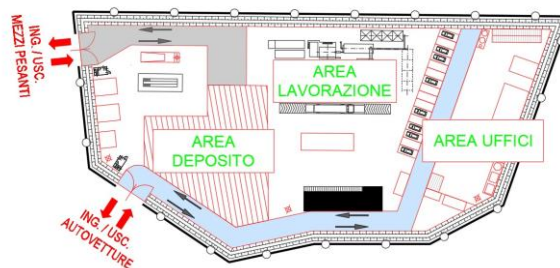 ING. / USC.
MEZZI PESANTI
AREA
LAVORAZIONE
AREA
DEPOSITO
AREA UFFICI
ING. / USC.
AUTOVETTURE